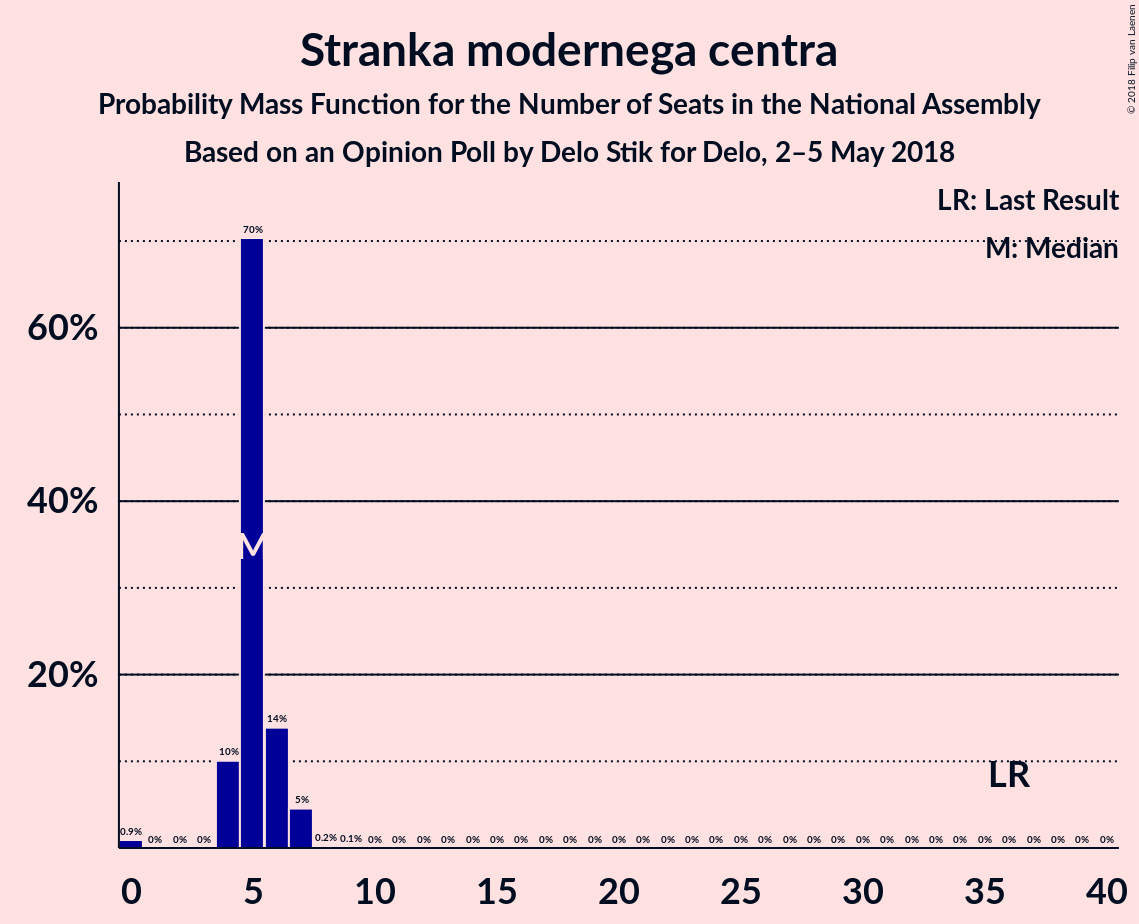 Stranka modernega centra
Probability Mass Function for the Number of Seats in the National Assembly
Based on an Opinion Poll by Delo Stik for Delo, 2–5 May 2018
© 2018 Filip van Laenen
LR: Last Result
M: Median
70%
60%
40%
M
20%
14%
10%
LR
5%
0.9% 0% 0% 0% 0.2% 0.1% 0% 0% 0% 0% 0% 0% 0% 0% 0% 0% 0% 0% 0% 0% 0% 0% 0% 0% 0% 0% 0% 0% 0% 0% 0% 0% 0% 0% 0% 0% 0%
0 5 10 15 20 25 30 35 40